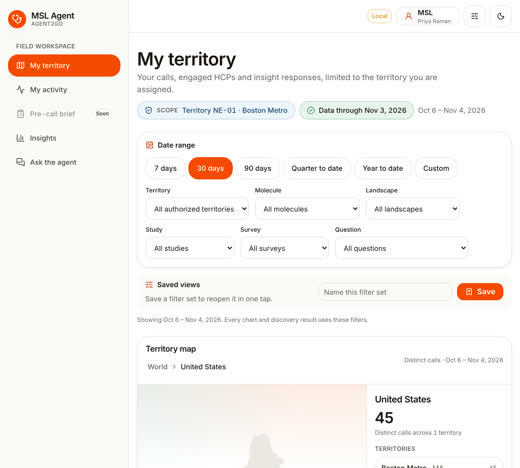 MSL Agent
AGENT2GO
Local
MSL
Priya Raman
FIELD WORKSPACE
My territory
My activity
Pre-call brief
Soon
Insights
Ask the agent
My territory
Your calls, engaged HCPs and insight responses, limited to the territory you are
assigned.
SCOPE Territory NE-01 · Boston Metro
Data through Nov 3, 2026
Oct 6 – Nov 4, 2026
Date range
7 days
30 days
90 days
Quarter to date
Year to date
Custom
Territory
Molecule
Landscape
All authorized territories
All molecules
All landscapes
Study
Survey
Question
All studies
All surveys
All questions
Saved views
Save a filter set to reopen it in one tap.
Name this filter set
Save
Showing Oct 6 – Nov 4, 2026. Every chart and discovery result uses these filters.
Territory map
World > United States
Distinct calls · Oct 6 – Nov 4, 2026
United States
45
Distinct calls across 1 territory
TERRITORIES
Boston Metro · MA
45